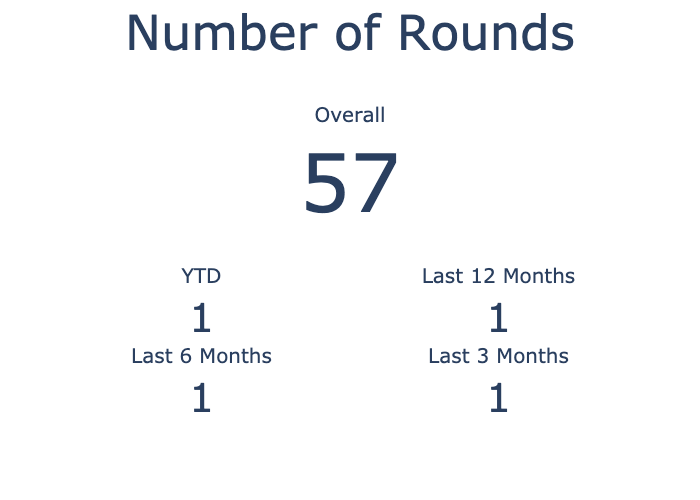 Number of Rounds
Overall
57
YTD
Last 12 Months
1
1
Last 6 Months
Last 3 Months
1
1